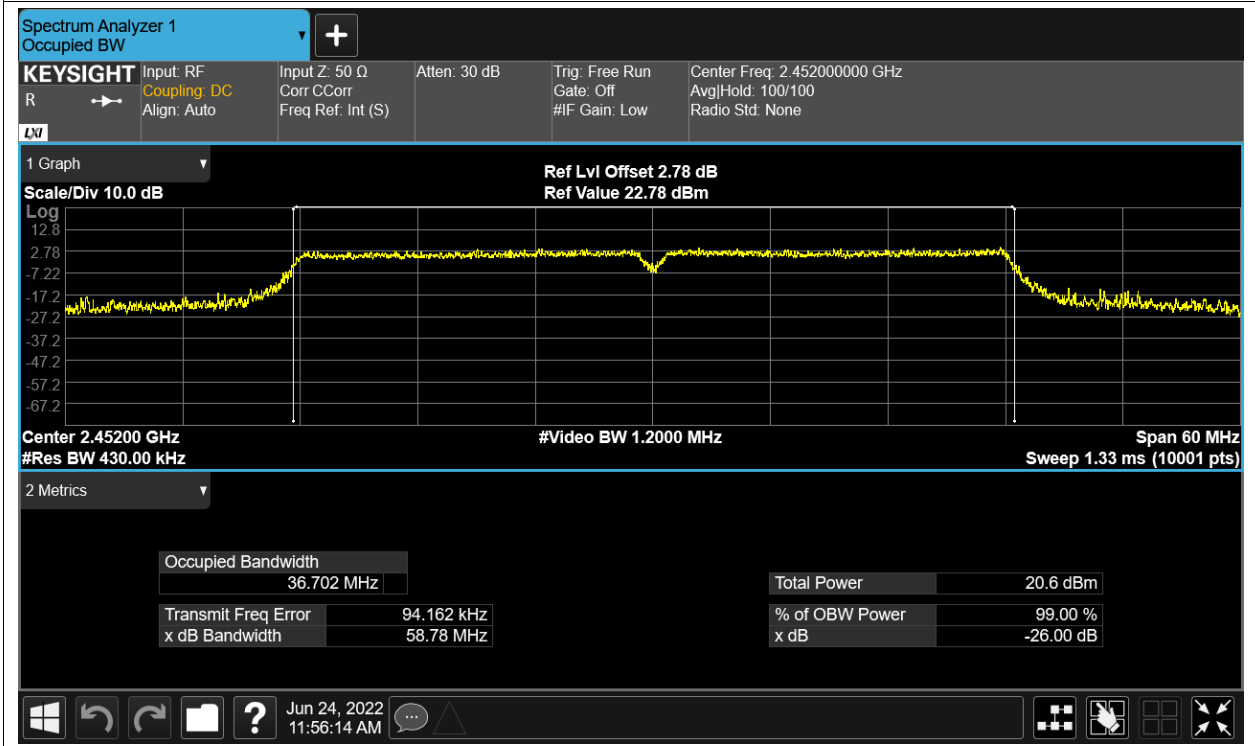 Spectrum Analyzer 1
Occupied BW
KEYSIGHT
R
LXI
Input: RF
Coupling: DC
Align: Auto
Input Z: 50 Ω
Corr CCorr
Freq Ref: Int (S)
Atten: 30 dB
Trig: Free Run
Gate: Off
#IF Gain: Low
Center Freq: 2.452000000 GHz
Avg|Hold: 100/100
Radio Std: None
1 Graph
Scale/Div 10.0 dB
Ref Lvl Offset 2.78 dB
Ref Value 22.78 dBm
Log
12.8
2.78
-7.22
-17.2
-27.2
-37.2
-47.2
-57.2
-67.2
Center 2.45200 GHz
#Video BW 1.2000 MHz
Span 60 MHz
#Res BW 430.00 kHz
Sweep 1.33 ms (10001 pts)
2 Metrics
Occupied Bandwidth
36.702 MHz
Total Power 20.6 dBm
Transmit Freq Error 94.162 kHz
% of OBW Power 99.00 %
x dB Bandwidth 58.78 MHz
x dB -26.00 dB
?
Jun 24, 2022
11:56:14 AM